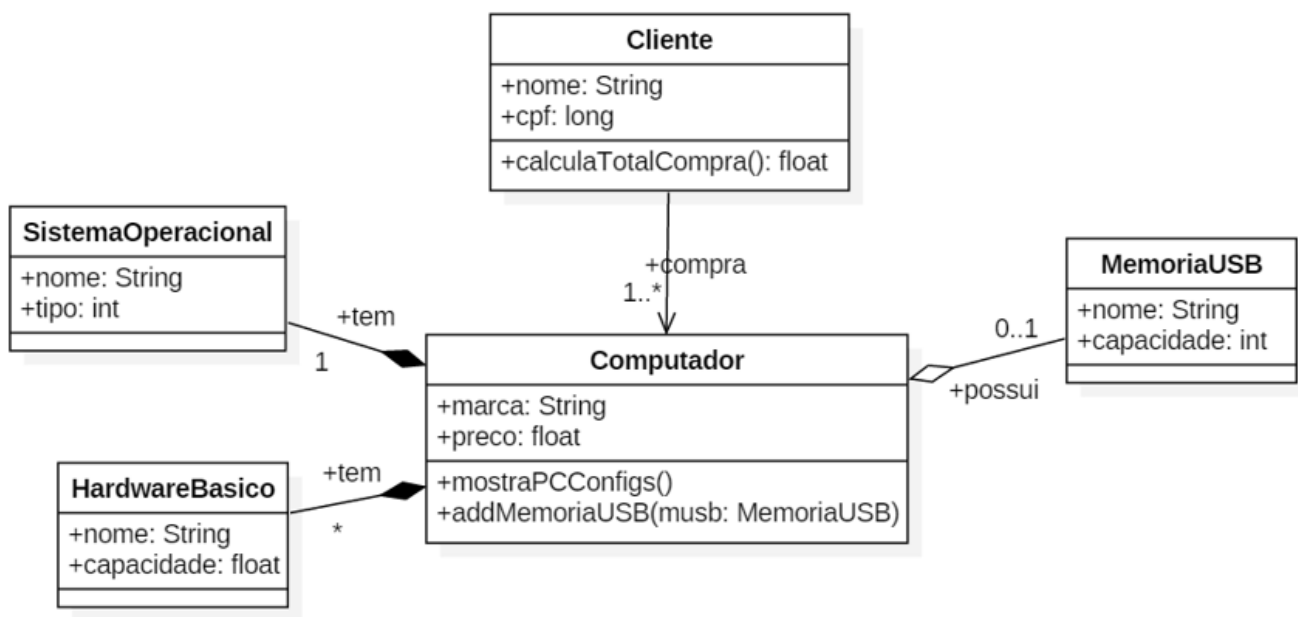 Cliente
+nome: String
+cpf: long
+calculaTotalCompra(): float
SistemaOperacional
+nome: String
+tipo: int
+tem
1
+compra
1..*
MemoriaUSB
+nome: String
+capacidade: int
0..1
+possui
Computador
+marca: String
+preco: float
+mostraPCConfigs()
+addMemoriaUSB(musb: MemoriaUSB)
HardwareBasico
+nome: String
+capacidade: float
+tem
*